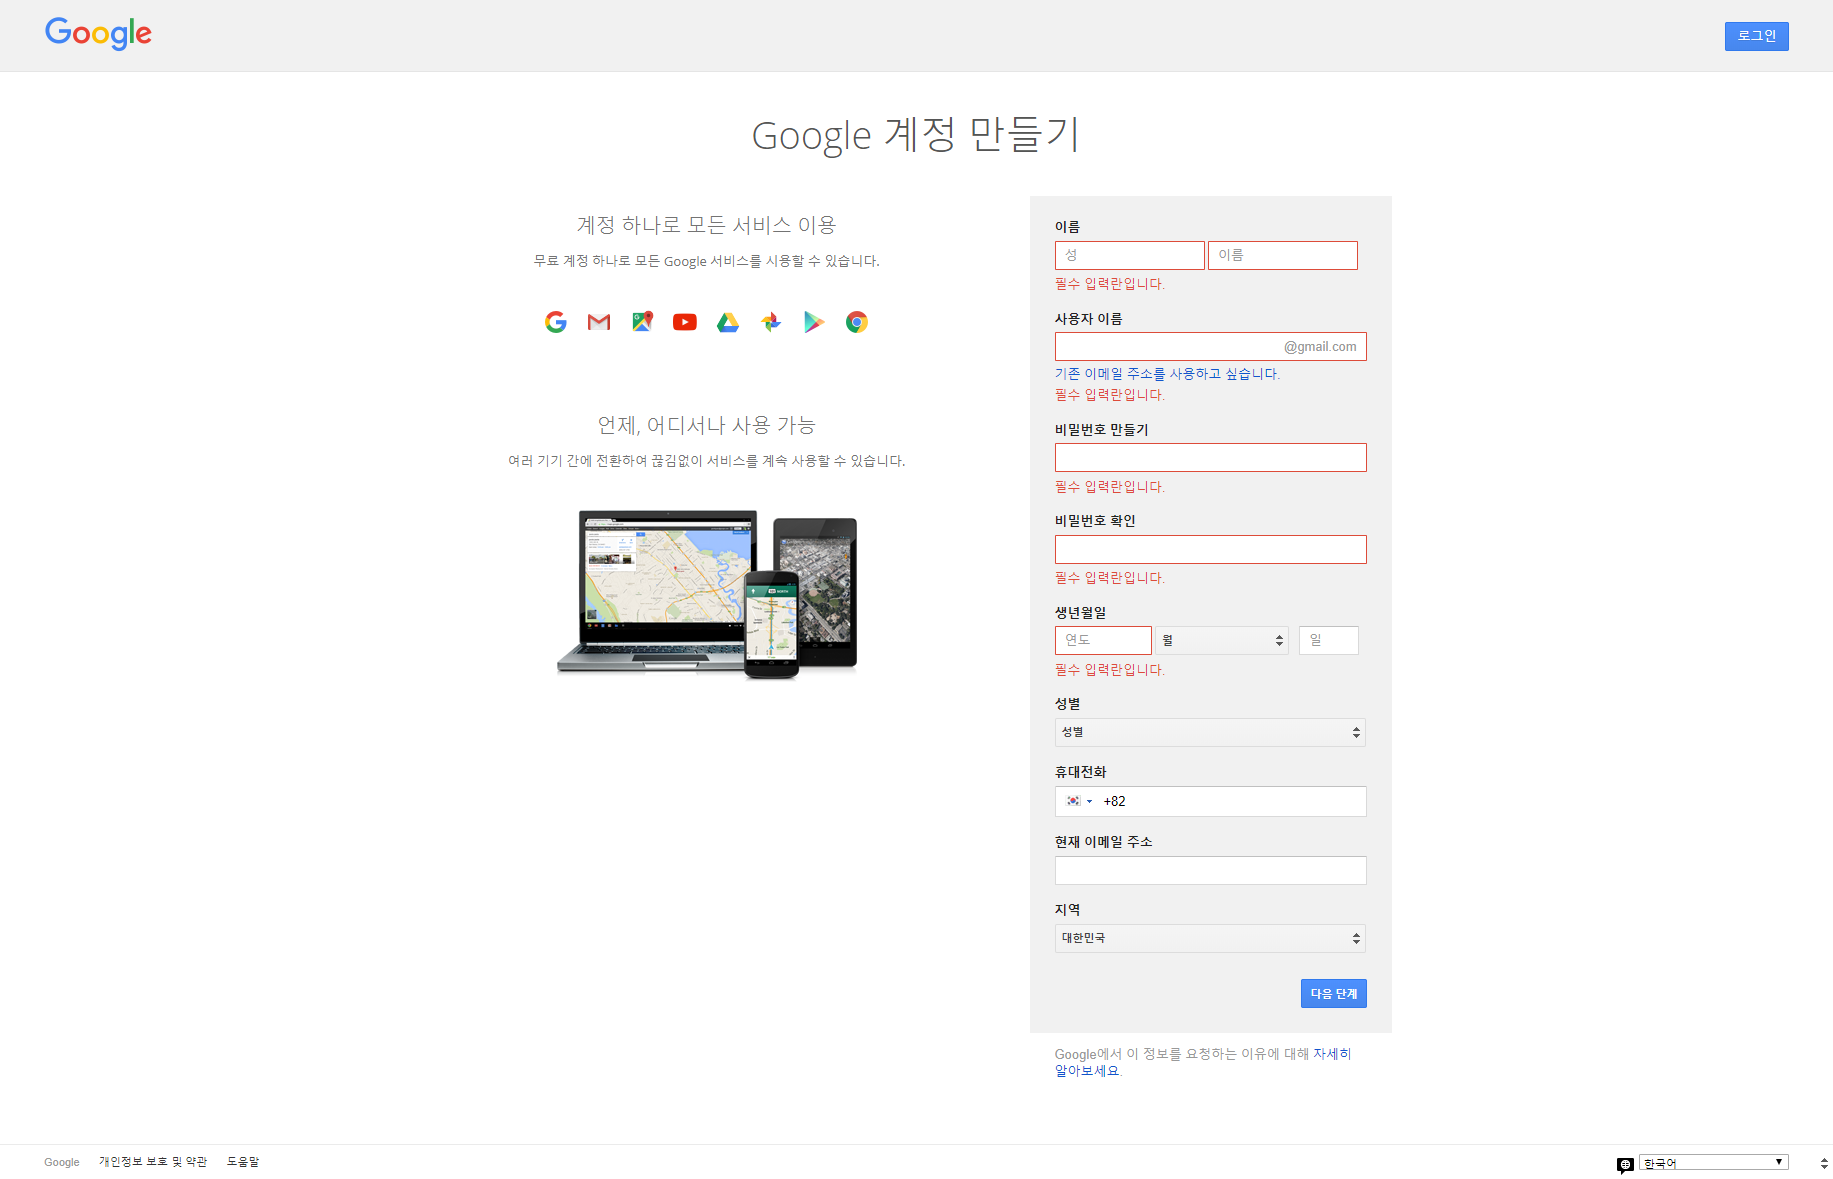 Google
로그인
Google 계정 만들기
계정 하나로 모든 서비스 이용
무료 계정 하나로 모든 Google 서비스를 시용할 수 있습니다.
언제, 어디서나 사용 가능
여러 기기 간에 전환하여 끊김없이 서비스를 계속 사용할 수 있습니다.
이름
성 이름
필수 입력란입니다.
사용자 이름
@gmail.com
기존 이메일 주소를 사용하고 싶습니다.
필수 입력란입니다.
비밀번호 만들기
필수 입력란입니다.
비밀번호 확인
필수 입력란입니다.
생년월일
연도 월 일
필수 입력란입니다.
성별
성별
휴대전화
+82
현재 이메일 주소
지역
대한민국
다음 단계
Google에서 이 정보를 요청하는 이유에 대해 자세히
알아보세요.
Google 개인정보 보호 및 약관 도움말
한국어